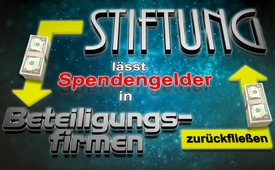 STIFTUNG
lässt
Spendengelder
in
Beteiligungs-
firmen
zurückfließen